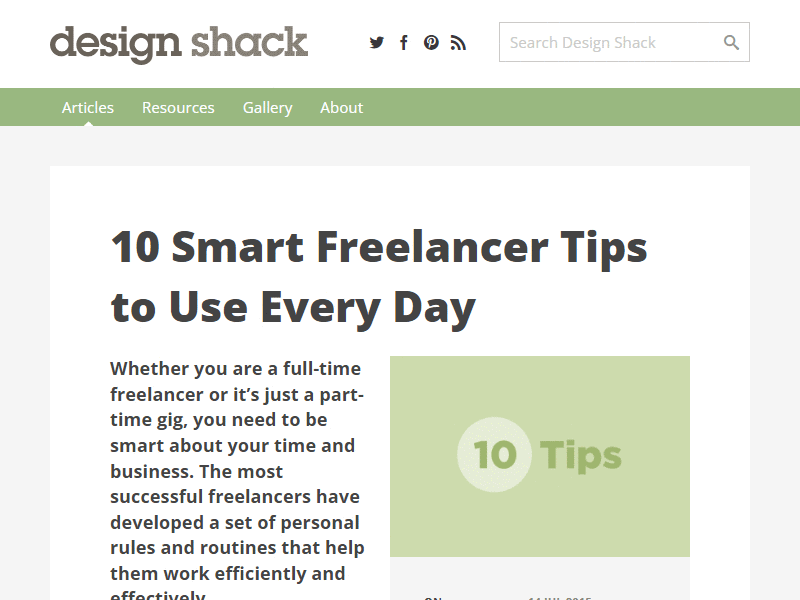 design shack
Search Design Shack
Articles Resources Gallery About
10 Smart Freelancer Tips
to Use Every Day
Whether you are a full-time
freelancer or it’s just a part-
time gig, you need to be
smart about your time and
business. The most
successful freelancers have
developed a set of personal
rules and routines that help
them work efficiently and
effectively.
10 Tips